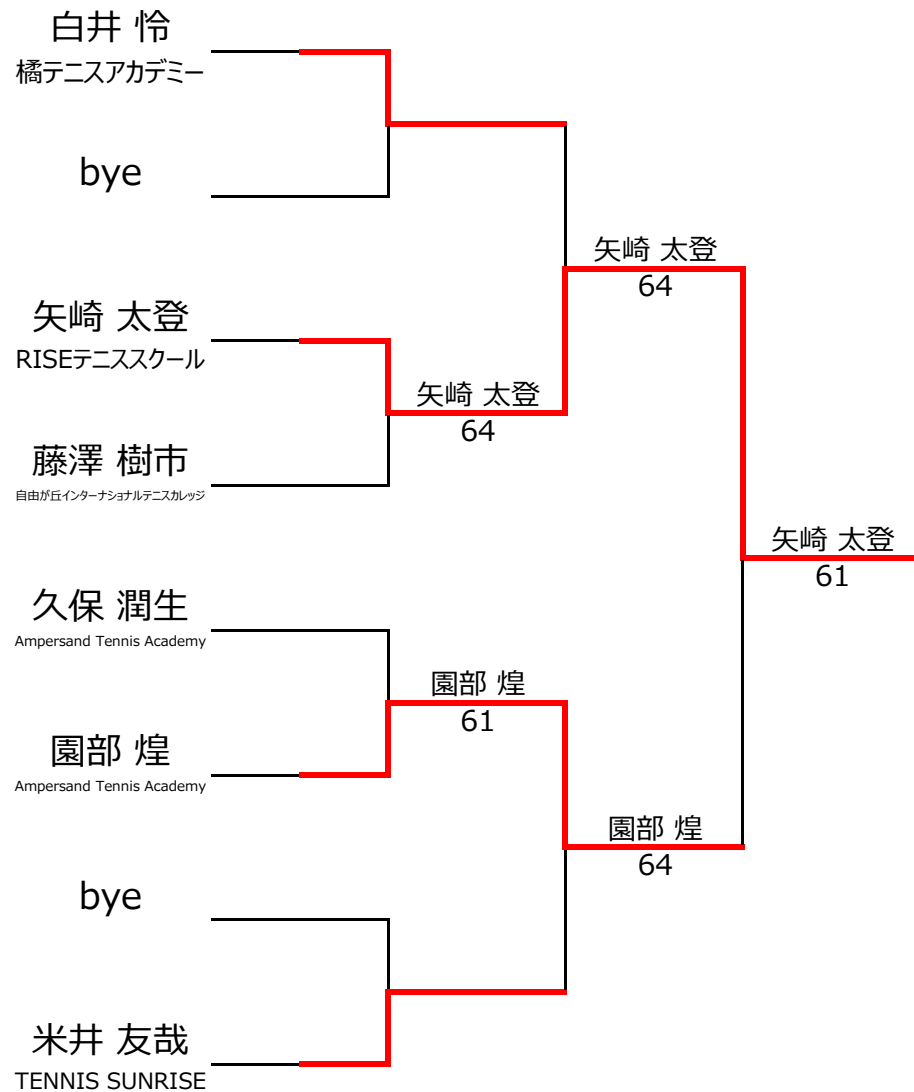 白井 怜
橘テニスアカデミー
bye
矢崎 太登
RISEテニススクール
藤澤 樹市
自由が丘インターナショナルテニスカレッジ
久保 潤生
Ampersand Tennis Academy
園部 煌
Ampersand Tennis Academy
bye
米井 友哉
TENNIS SUNRISE
矢崎 太登
64
園部 煌
61
矢崎 太登
64
園部 煌
64
矢崎 太登
61